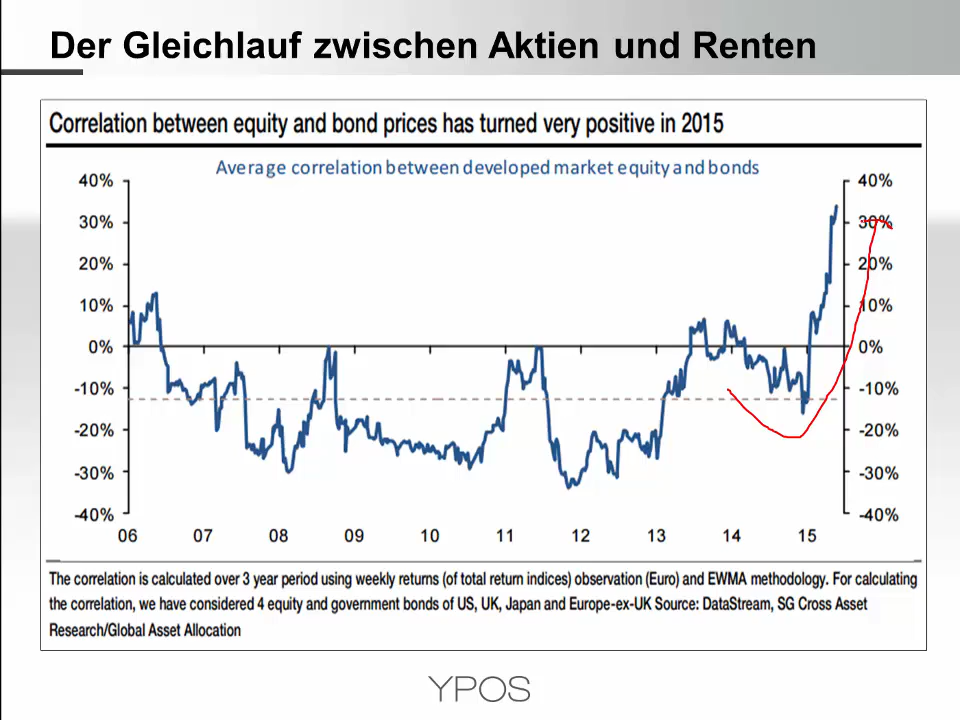 Der Gleichlauf zwischen Aktien und Renten
Correlation between equity and bond prices has turned very positive in 2015
Average correlation between developed market equity and bonds
40% 40%
30% 30%
20% 20%
10% 10%
0% 0%
-10% -10%
-20% -20%
-30% -30%
-40% -40%
06 07 08 09 10 11 12 13 14 15
The correlation is calculated over 3 year period using weekly returns (of total return indices) observation (Euro) and EWMA methodology. For calculating
the correlation, we have considered 4 equity and government bonds of US, UK, Japan and Europe-ex-UK Source: DataStream, SG Cross Asset
Research/Global Asset Allocation
YPOS